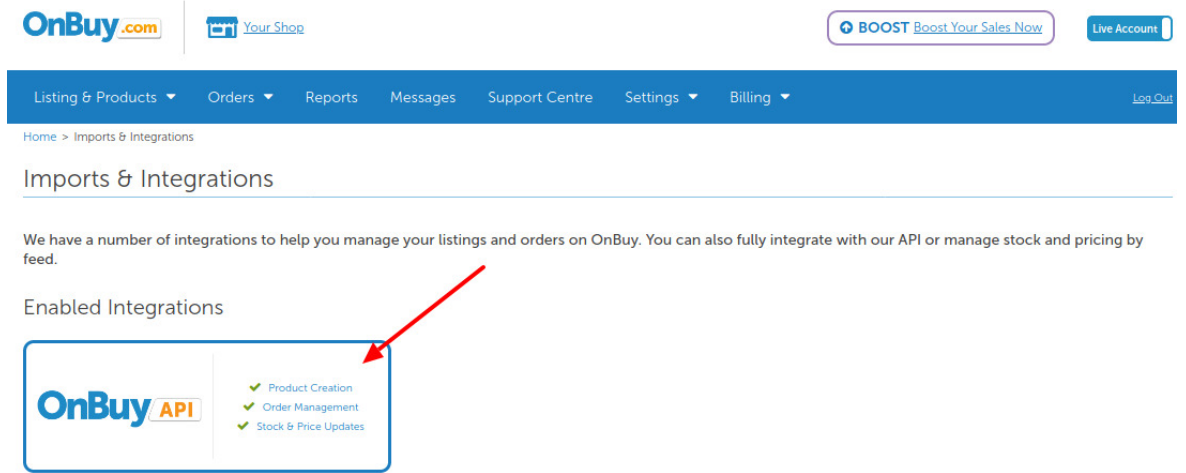 OnBuy.com
Your Shop
BOOST Boost Your Sales Now
Live Account
Listing & Products
Orders
Reports
Messages
Support Centre
Settings
Billing
Log Out
Home > Imports & Integrations
Imports & Integrations
We have a number of integrations to help you manage your listings and orders on OnBuy. You can also fully integrate with our API or manage stock and pricing by
feed.
Enabled Integrations
OnBuy API
Product Creation
Order Management
Stock & Price Updates